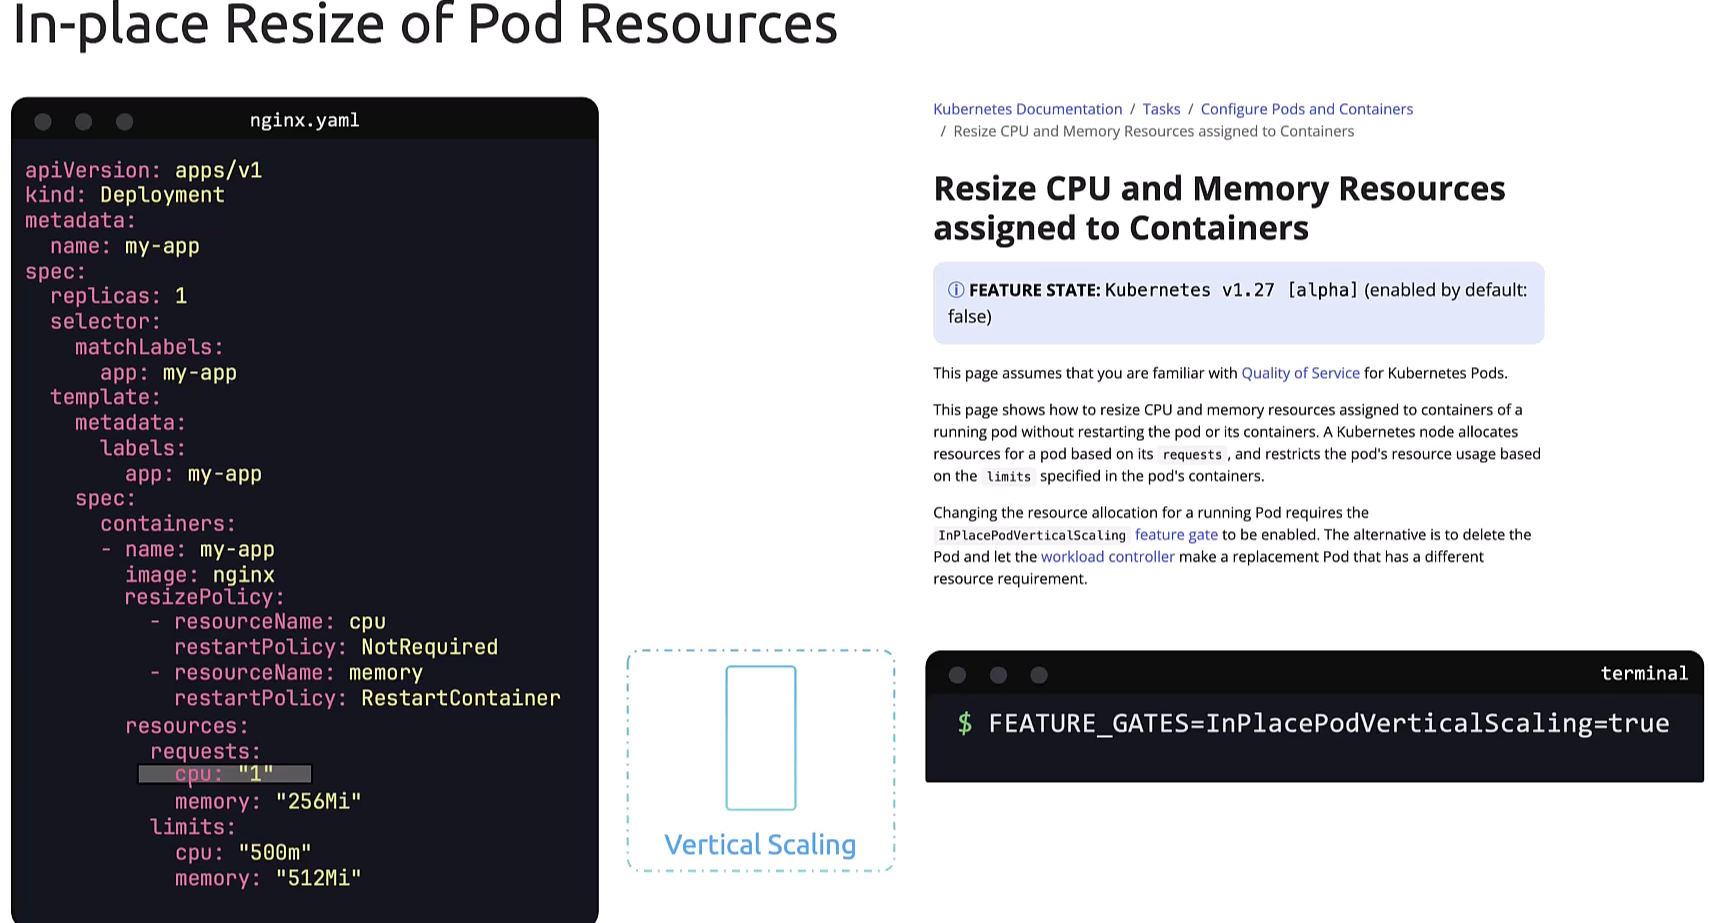 In-place Resize of Pod Resources
nginx.yaml
apiVersion: apps/v1
kind: Deployment
metadata:
  name: my-app
spec:
  replicas: 1
  selector:
    matchLabels:
      app: my-app
  template:
    metadata:
      labels:
        app: my-app
    spec:
      containers:
      - name: my-app
        image: nginx
        resizePolicy:
          - resourceName: cpu
            restartPolicy: NotRequired
          - resourceName: memory
            restartPolicy: RestartContainer
        resources:
          requests:
            cpu: "1"
            memory: "256Mi"
          limits:
            cpu: "500m"
            memory: "512Mi"
Vertical Scaling
Kubernetes Documentation / Tasks / Configure Pods and Containers
/ Resize CPU and Memory Resources assigned to Containers
Resize CPU and Memory Resources
assigned to Containers
FEATURE STATE: Kubernetes v1.27 [alpha] (enabled by default:
false)
This page assumes that you are familiar with Quality of Service for Kubernetes Pods.
This page shows how to resize CPU and memory resources assigned to containers of a
running pod without restarting the pod or its containers. A Kubernetes node allocates
resources for a pod based on its requests, and restricts the pod's resource usage based
on the limits specified in the pod's containers.
Changing the resource allocation for a running Pod requires the
InPlacePodVerticalScaling feature gate to be enabled. The alternative is to delete the
Pod and let the workload controller make a replacement Pod that has a different
resource requirement.
terminal
$ FEATURE_GATES=InPlacePodVerticalScaling=true